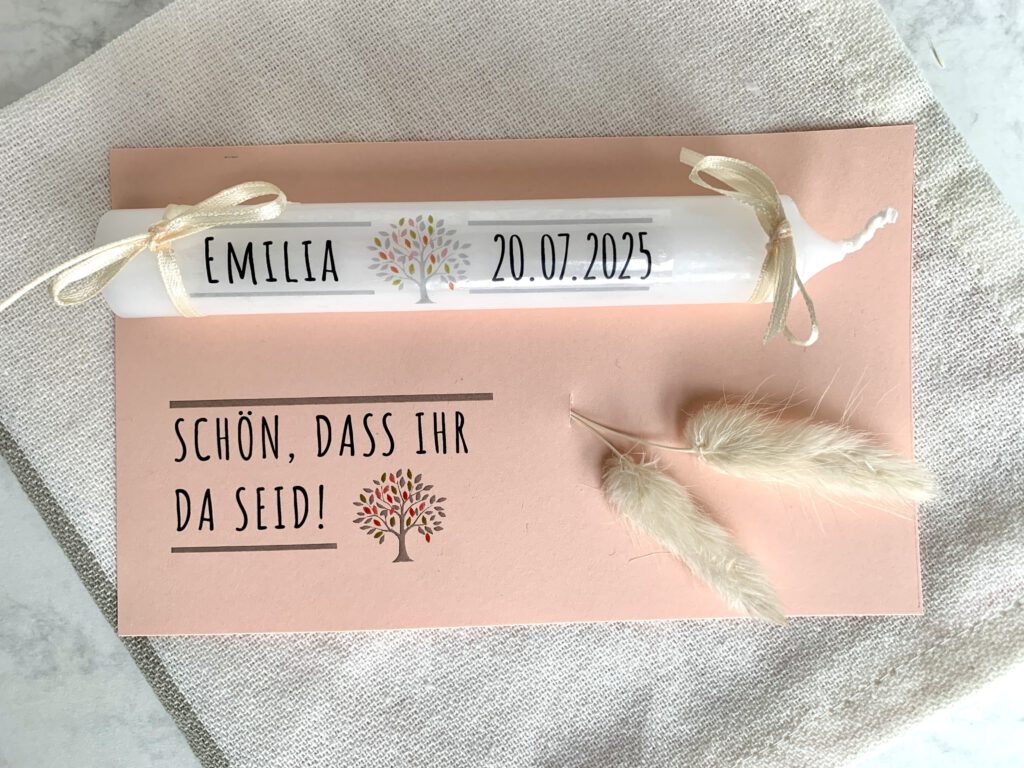 EMILIA 20.07.2025
SCHÖN, DASS IHR
DA SEID!